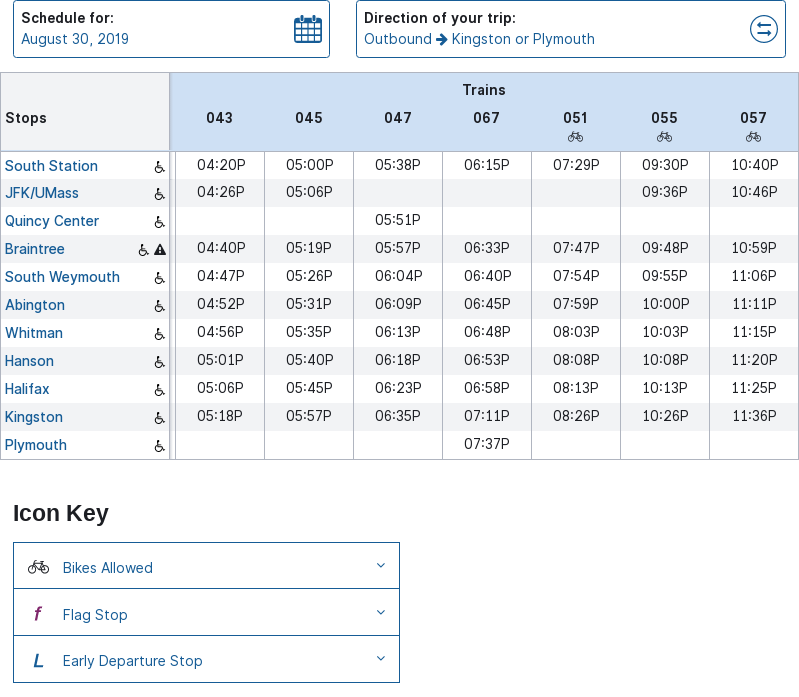 Schedule for:
August 30, 2019
Direction of your trip:
Outbound Kingston or Plymouth
Trains
Stops 043 045 047 067 051 055 057
South Station 04:20P 05:00P 05:38P 06:15P 07:29P 09:30P 10:40P
JFK/UMass 04:26P 05:06P 09:36P 10:46P
Quincy Center 05:51P
Braintree 04:40P 05:19P 05:57P 06:33P 07:47P 09:48P 10:59P
South Weymouth 04:47P 05:26P 06:04P 06:40P 07:54P 09:55P 11:06P
Abington 04:52P 05:31P 06:09P 06:45P 07:59P 10:00P 11:11P
Whitman 04:56P 05:35P 06:13P 06:48P 08:03P 10:03P 11:15P
Hanson 05:01P 05:40P 06:18P 06:53P 08:08P 10:08P 11:20P
Halifax 05:06P 05:45P 06:23P 06:58P 08:13P 10:13P 11:25P
Kingston 05:18P 05:57P 06:35P 07:11P 08:26P 10:26P 11:36P
Plymouth 07:37P
Icon Key
Bikes Allowed
f Flag Stop
L Early Departure Stop